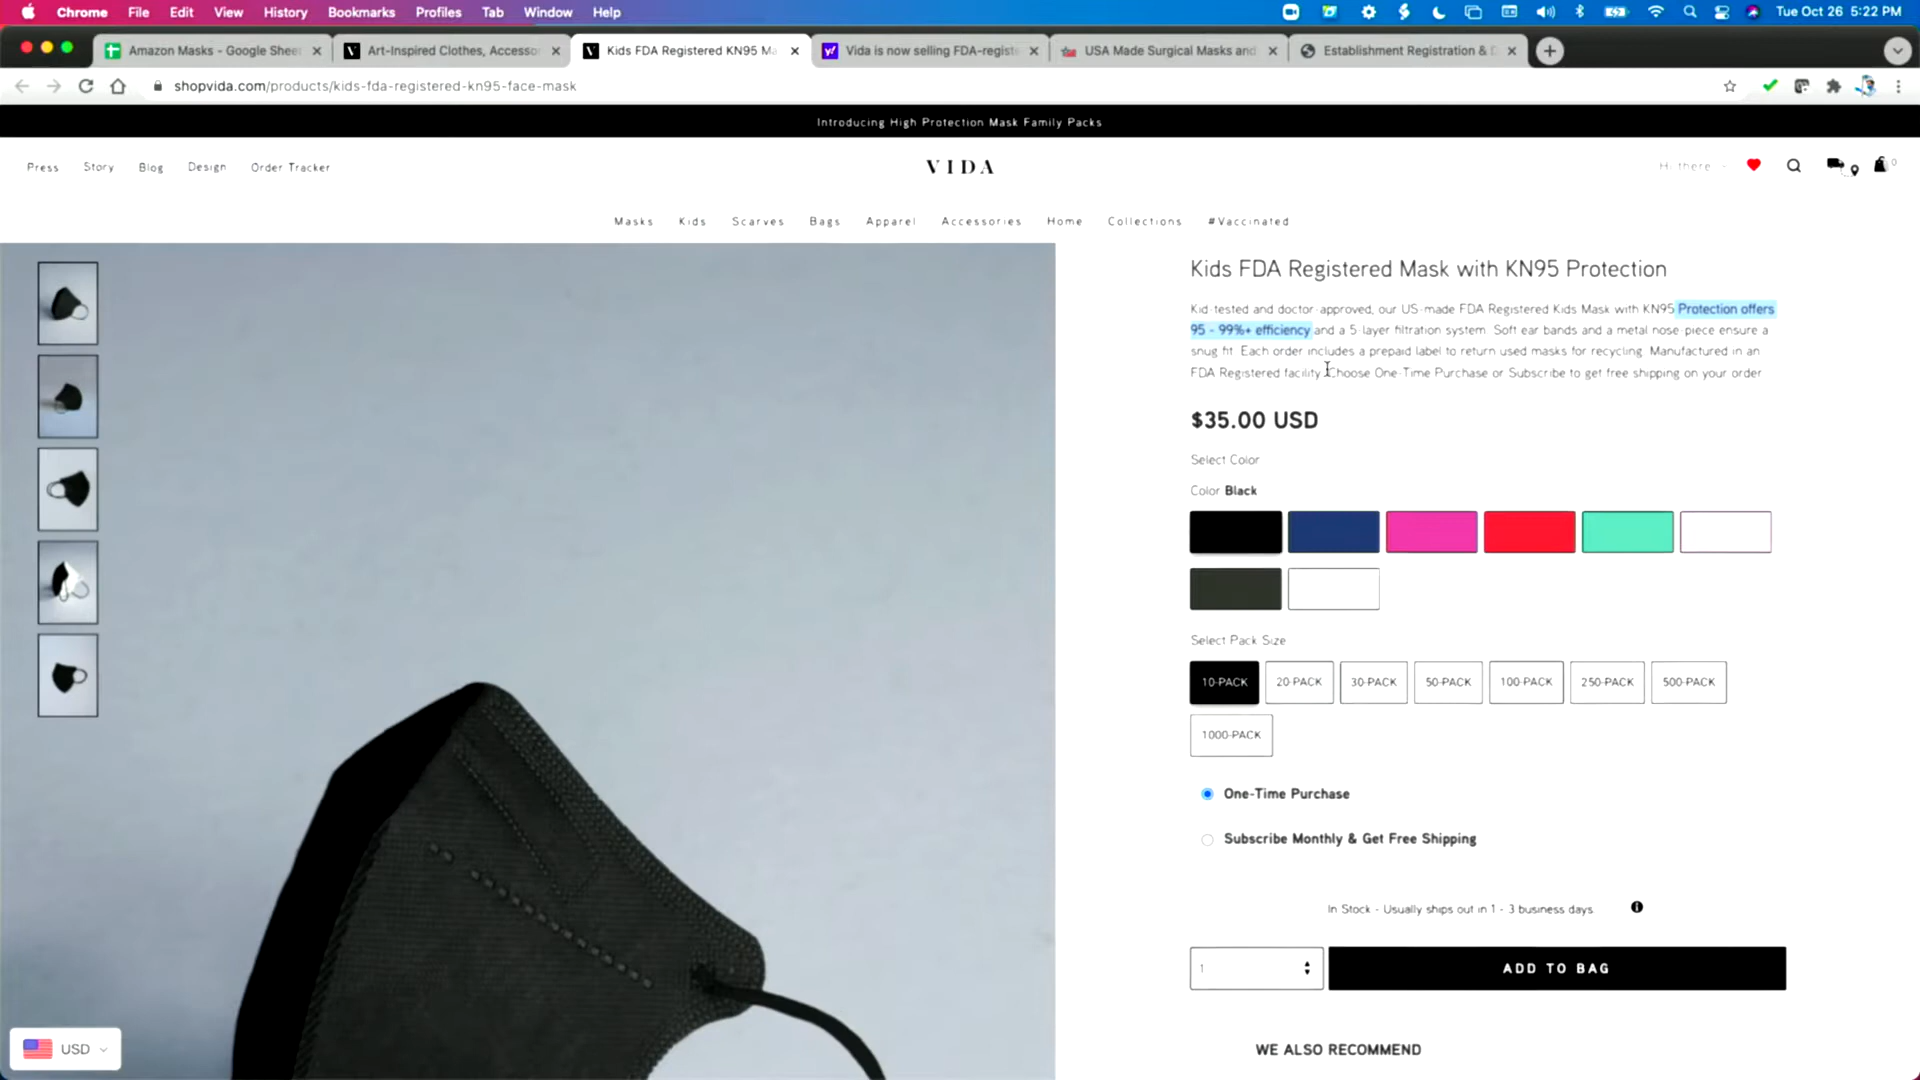 Chrome File Edit View History Bookmarks Profiles Tab Window Help Tue Oct 26 5:22 PM
Amazon Masks - Google Shee Art-Inspired Clothes, Accessor Kids FDA Registered KN95 Ma Vida is now selling FDA-regist USA Made Surgical Masks and Establishment Registration & D
shopvida.com/products/kids-fda-registered-kn95-face-mask
Introducing High Protection Mask Family Packs
Press Story Blog Design Order Tracker VIDA Hi there 0
Masks Kids Scarves Bags Apparel Accessories Home Collections #Vaccinated
Kids FDA Registered Mask with KN95 Protection
Kid-tested and doctor-approved, our US-made FDA Registered Kids Mask with KN95 Protection offers
95 - 99%+ efficiency and a 5-layer filtration system. Soft ear bands and a metal nose-piece ensure a
snug fit. Each order includes a prepaid label to return used masks for recycling. Manufactured in an
FDA Registered facility. Choose One-Time Purchase or Subscribe to get free shipping on your order
$35.00 USD
Select Color
Color Black
Select Pack Size
10-PACK 20-PACK 30-PACK 50-PACK 100-PACK 250-PACK 500-PACK
1000-PACK
One-Time Purchase
Subscribe Monthly & Get Free Shipping
In Stock - Usually ships out in 1 - 3 business days
1 ADD TO BAG
USD
WE ALSO RECOMMEND